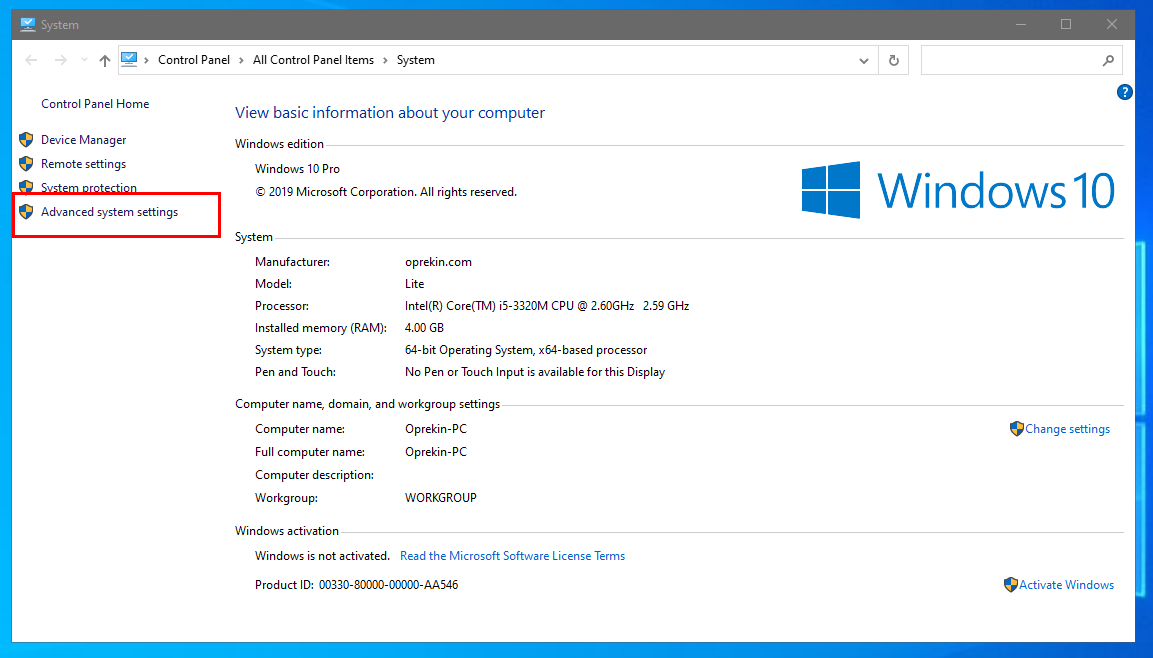 System
Control Panel › All Control Panel Items › System
Control Panel Home
Device Manager
Remote settings
System protection
Advanced system settings
?
View basic information about your computer
Windows edition
Windows 10 Pro
© 2019 Microsoft Corporation. All rights reserved.
Windows 10
System
Manufacturer: oprekin.com
Model: Lite
Processor: Intel(R) Core(TM) i5-3320M CPU @ 2.60GHz 2.59 GHz
Installed memory (RAM): 4.00 GB
System type: 64-bit Operating System, x64-based processor
Pen and Touch: No Pen or Touch Input is available for this Display
Computer name, domain, and workgroup settings
Computer name: Oprekin-PC Change settings
Full computer name: Oprekin-PC
Computer description:
Workgroup: WORKGROUP
Windows activation
Windows is not activated. Read the Microsoft Software License Terms
Product ID: 00330-80000-00000-AA546 Activate Windows